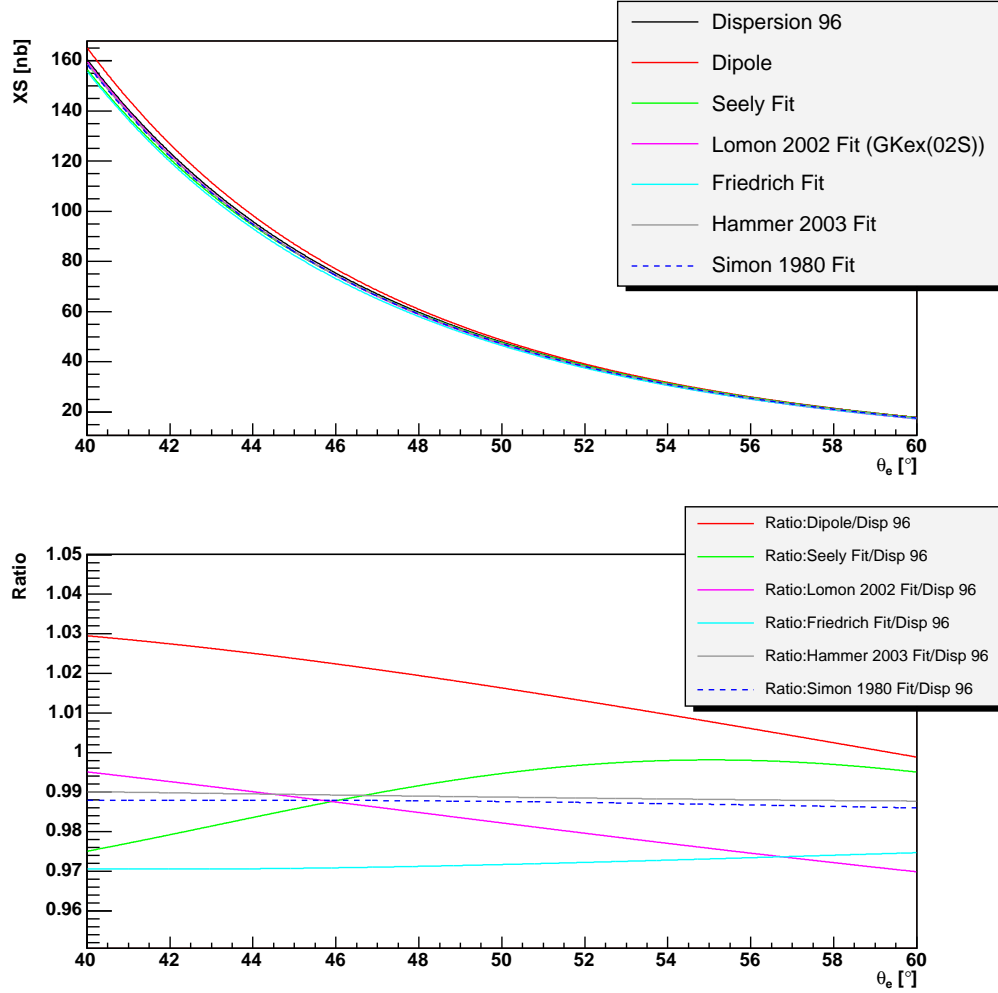 Dispersion 96
Dipole
Seely Fit
Lomon 2002 Fit (GKex(02S))
Friedrich Fit
Hammer 2003 Fit
Simon 1980 Fit
XS [nb]
160
140
120
100
80
60
40
20
40 42 44 46 48 50 52 54 56 58 60
θe [°]
Ratio:Dipole/Disp 96
Ratio:Seely Fit/Disp 96
Ratio:Lomon 2002 Fit/Disp 96
Ratio:Friedrich Fit/Disp 96
Ratio:Hammer 2003 Fit/Disp 96
Ratio:Simon 1980 Fit/Disp 96
Ratio
1.05
1.04
1.03
1.02
1.01
1
0.99
0.98
0.97
0.96
40 42 44 46 48 50 52 54 56 58 60
θe [°]